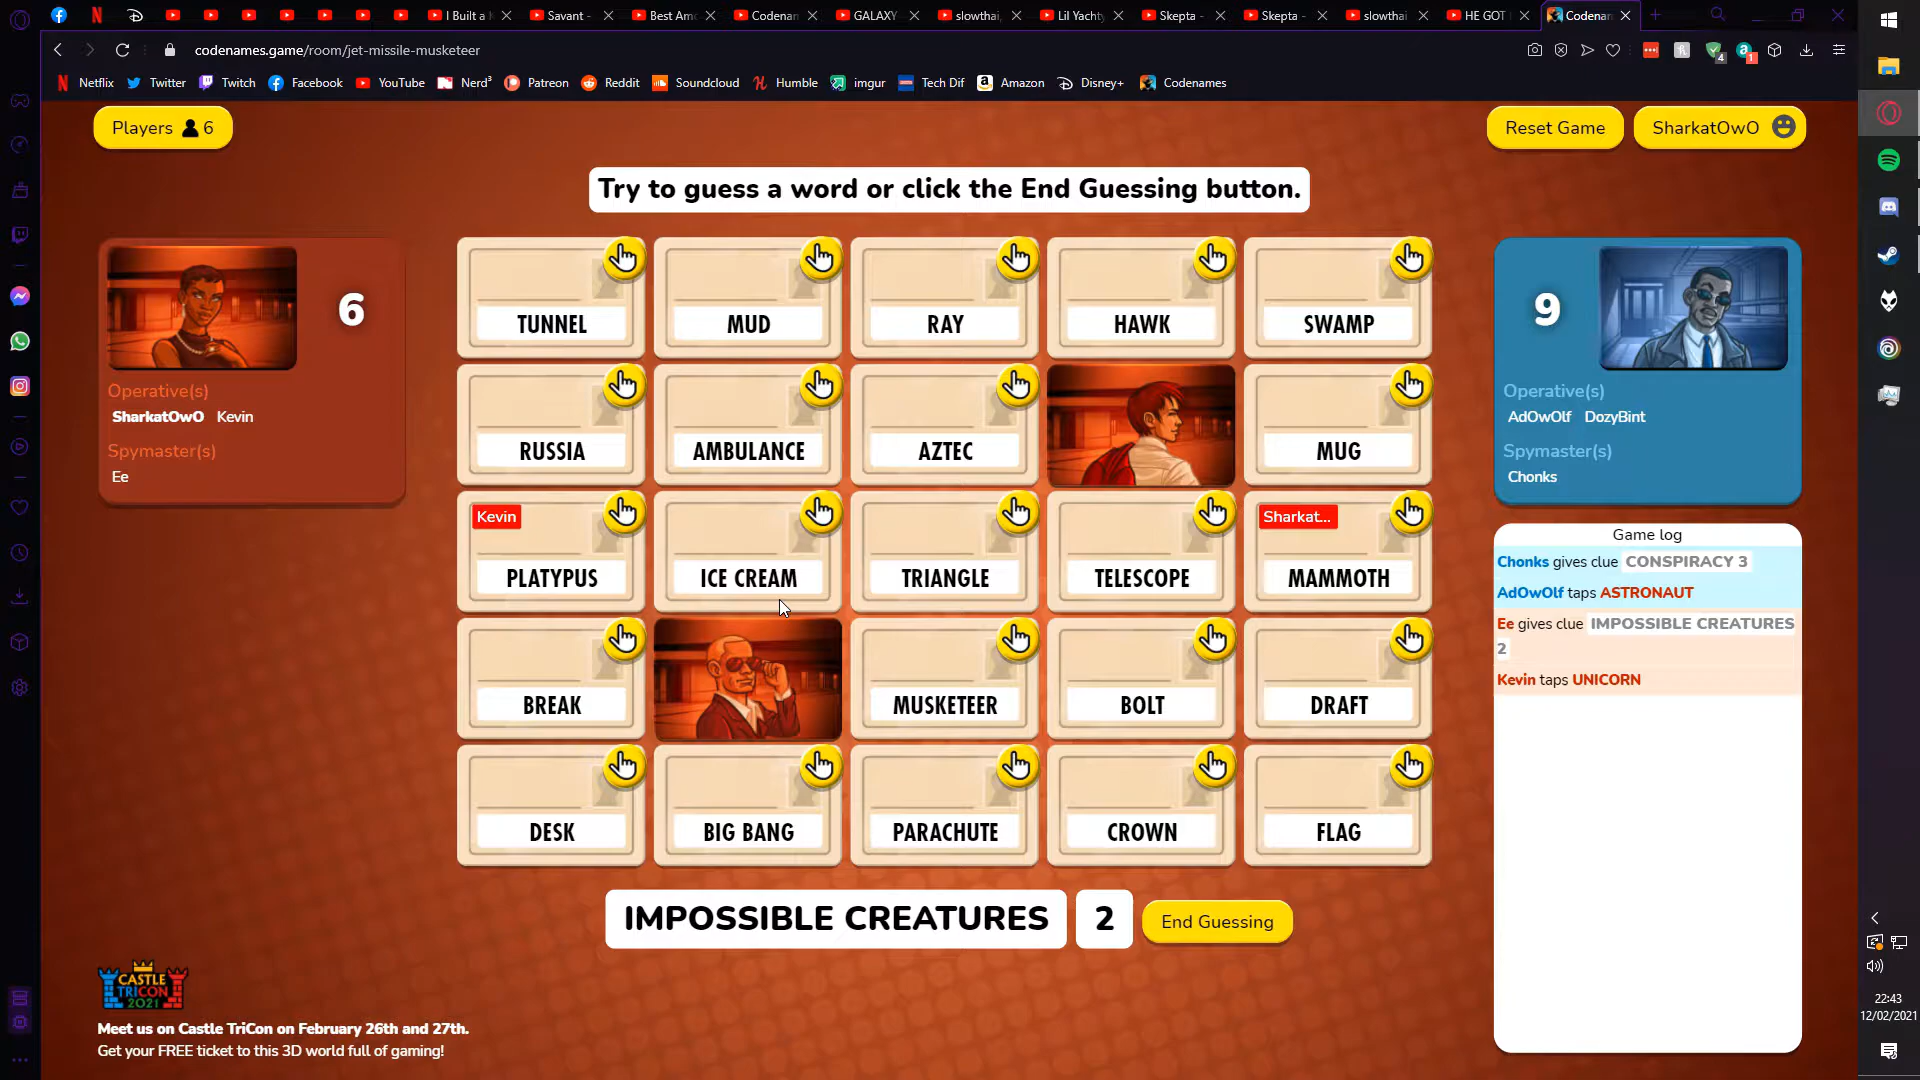 I Built a
Savant -
Best Am
Codenan
GALAXY
slowthai,
Lil Yachty
Skepta -
Skepta -
slowthai
HE GOT
Codenan
codenames.game/room/jet-missile-musketeer
4
1
Netflix Twitter Twitch Facebook YouTube Nerd³ Patreon Reddit Soundcloud Humble imgur Tech Dif Amazon Disney+ Codenames
Players 6
Reset Game
SharkatOwO
Try to guess a word or click the End Guessing button.
6
Operative(s)
SharkatOwO Kevin
Spymaster(s)
Ee
TUNNEL MUD RAY HAWK SWAMP
RUSSIA AMBULANCE AZTEC MUG
Kevin Sharkat...
PLATYPUS ICE CREAM TRIANGLE TELESCOPE MAMMOTH
BREAK MUSKETEER BOLT DRAFT
DESK BIG BANG PARACHUTE CROWN FLAG
IMPOSSIBLE CREATURES 2 End Guessing
9
Operative(s)
AdOwOlf DozyBint
Spymaster(s)
Chonks
Game log
Chonks gives clue CONSPIRACY 3
AdOwOlf taps ASTRONAUT
Ee gives clue IMPOSSIBLE CREATURES
2
Kevin taps UNICORN
CASTLE
TRICON
2021
Meet us on Castle TriCon on February 26th and 27th.
Get your FREE ticket to this 3D world full of gaming!
22:43
12/02/2021